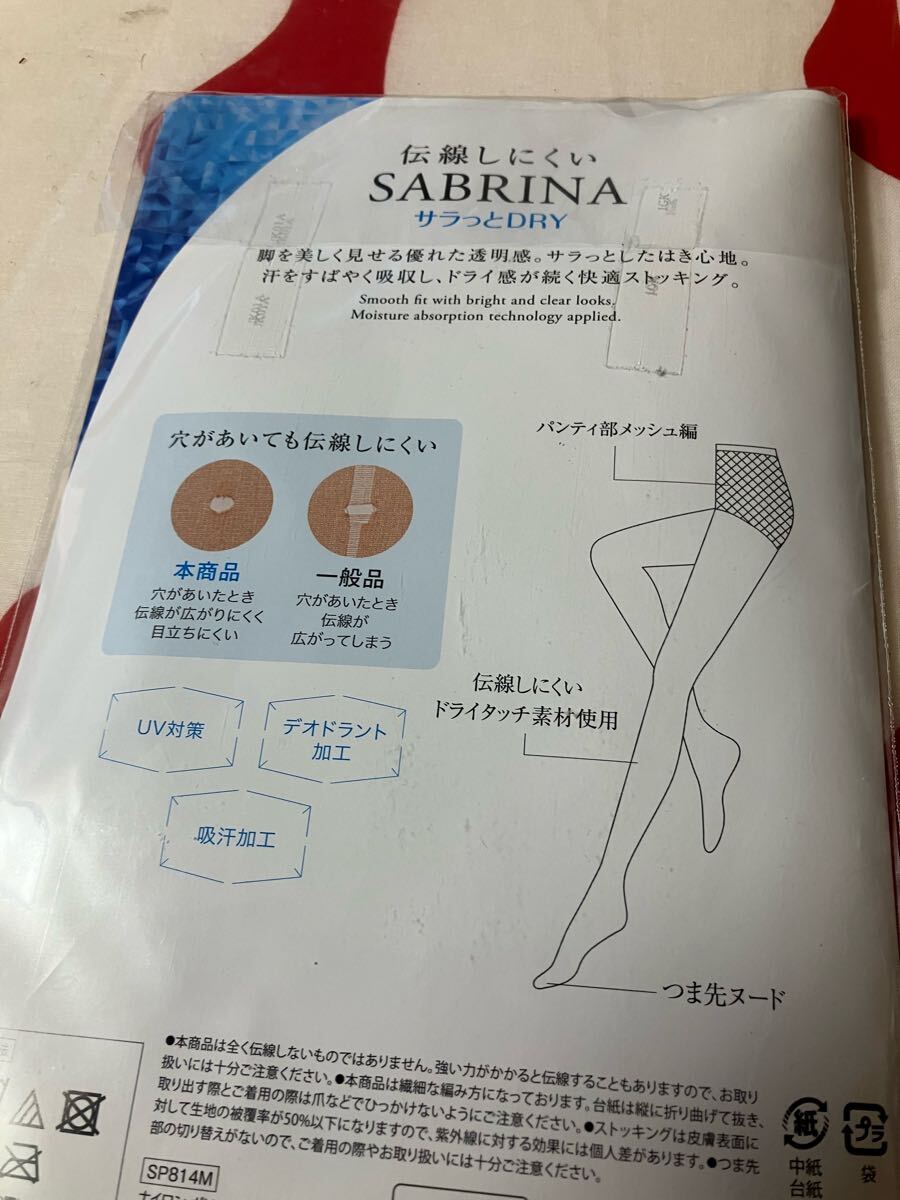 伝線しにくい
SABRINA
サラっとDRY
脚を美しく見せる優れた透明感。サラっとしたはき心地。
汗をすばやく吸収し、ドライ感が続く快適ストッキング。
Smooth fit with bright and clear looks.
Moisture absorption technology applied.
穴があいても伝線しにくい
本商品
穴があいたとき
伝線が広がりにくく
目立ちにくい
一般品
穴があいたとき
伝線が
広がってしまう
パンティ部メッシュ編
伝線しにくい
ドライタッチ素材使用
つま先ヌード
UV対策
デオドラント
加工
吸汗加工
●本商品は全く伝線しないものではありません。強い力がかかると伝線することもありますので、お取り
扱いには十分ご注意ください。●本商品は繊細な編み方になっております。台紙は縦に折り曲げて抜き、
取り出す際とご着用の際は爪などでひっかけないようにご注意ください。●ストッキングは皮膚表面に
対して生地の被覆率が50%以下になりますので、紫外線に対する効果には個人差があります。●つま先
部の切り替えがないので、ご着用の際やお取り扱いには十分ご注意ください。
SP814M
紙
中紙
台紙
プラ
袋